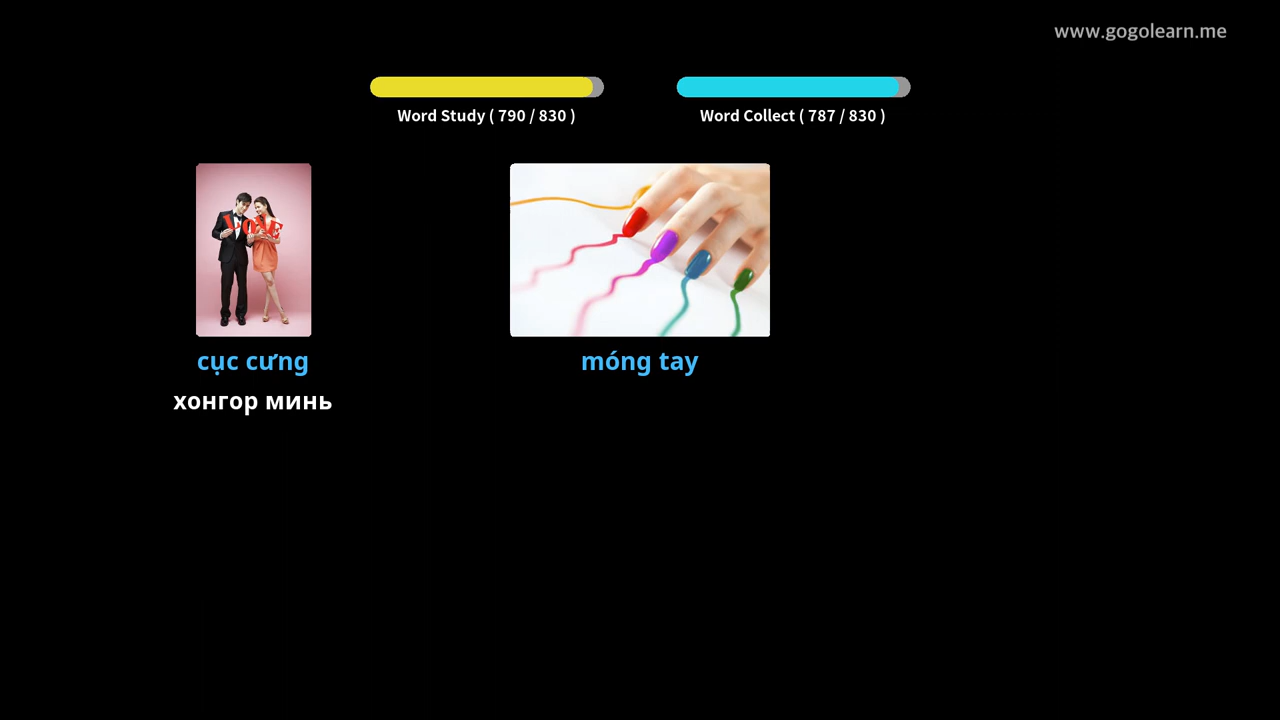 www.gogolearn.me
Word Study ( 790 / 830 )
Word Collect ( 787 / 830 )
cục cưng
móng tay
хонгор минь